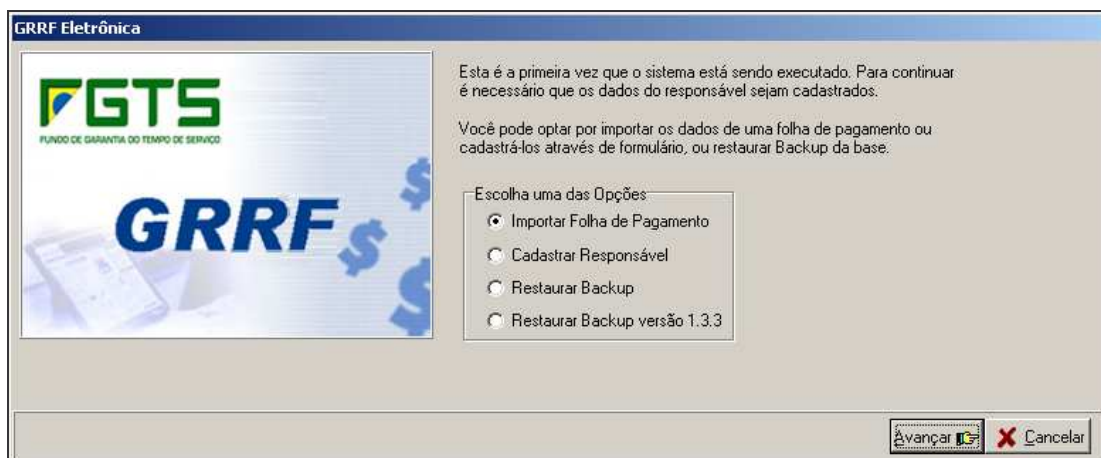 GRRF Eletrônica
FGTS
FUNDO DE GARANTIA DO TEMPO DE SERVIÇO
GRRF
Esta é a primeira vez que o sistema está sendo executado. Para continuar
é necessário que os dados do responsável sejam cadastrados.
Você pode optar por importar os dados de uma folha de pagamento ou
cadastrá-los através de formulário, ou restaurar Backup da base.
Escolha uma das Opções
Importar Folha de Pagamento
Cadastrar Responsável
Restaurar Backup
Restaurar Backup versão 1.3.3
Avançar
Cancelar